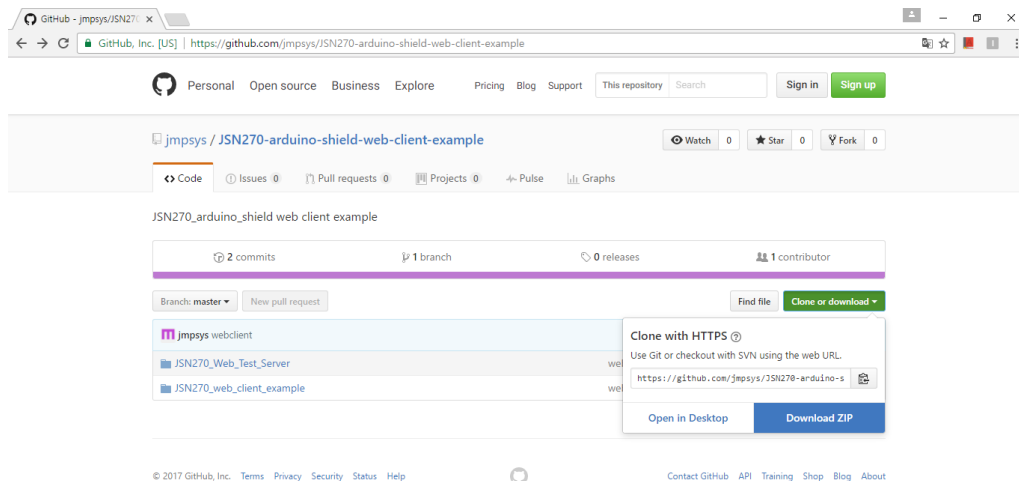 GitHub - jmpsys/JSN27
GitHub, Inc. [US] | https://github.com/jmpsys/JSN270-arduino-shield-web-client-example
Personal Open source Business Explore Pricing Blog Support This repository Search Sign in Sign up
jmpsys / JSN270-arduino-shield-web-client-example
Watch 0 Star 0 Fork 0
Code Issues 0 Pull requests 0 Projects 0 Pulse Graphs
JSN270_arduino_shield web client example
2 commits 1 branch 0 releases 1 contributor
Branch: master New pull request Find file Clone or download
jmpsys webclient
JSN270_Web_Test_Server
JSN270_web_client_example
Clone with HTTPS
Use Git or checkout with SVN using the web URL.
https://github.com/jmpsys/JSN270-arduino-s
Open in Desktop Download ZIP
© 2017 GitHub, Inc. Terms Privacy Security Status Help Contact GitHub API Training Shop Blog About